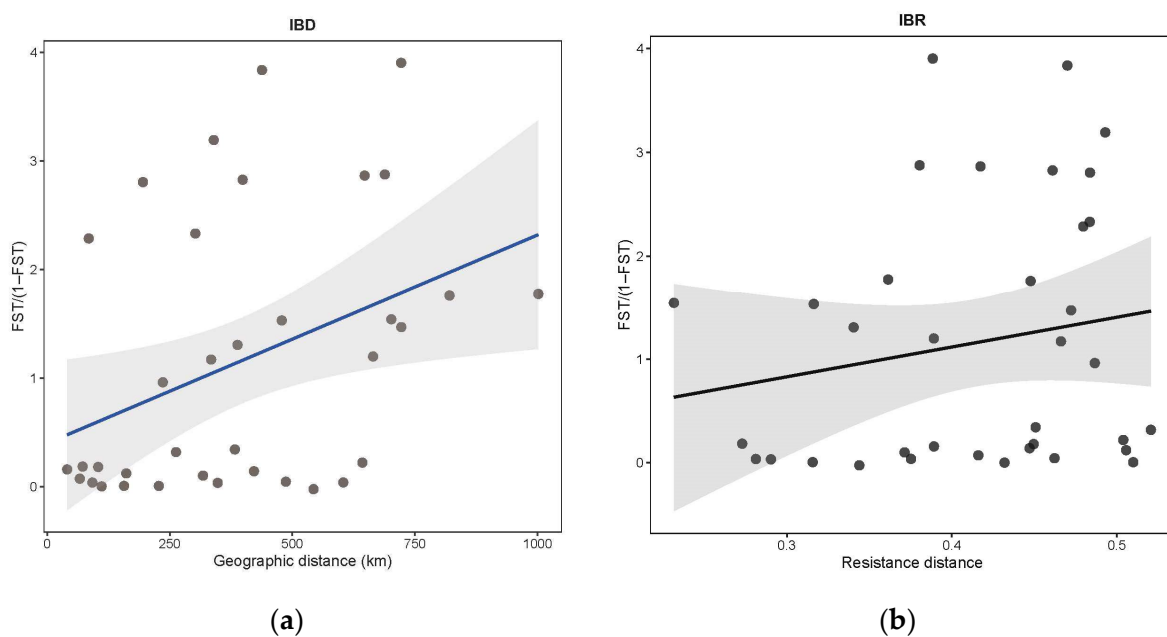 IBD
4
3
2
1
0
FST/(1−FST)
0 250 500 750 1000
Geographic distance (km)
(a)
IBR
4
3
2
1
0
FST/(1−FST)
0.3 0.4 0.5
Resistance distance
(b)